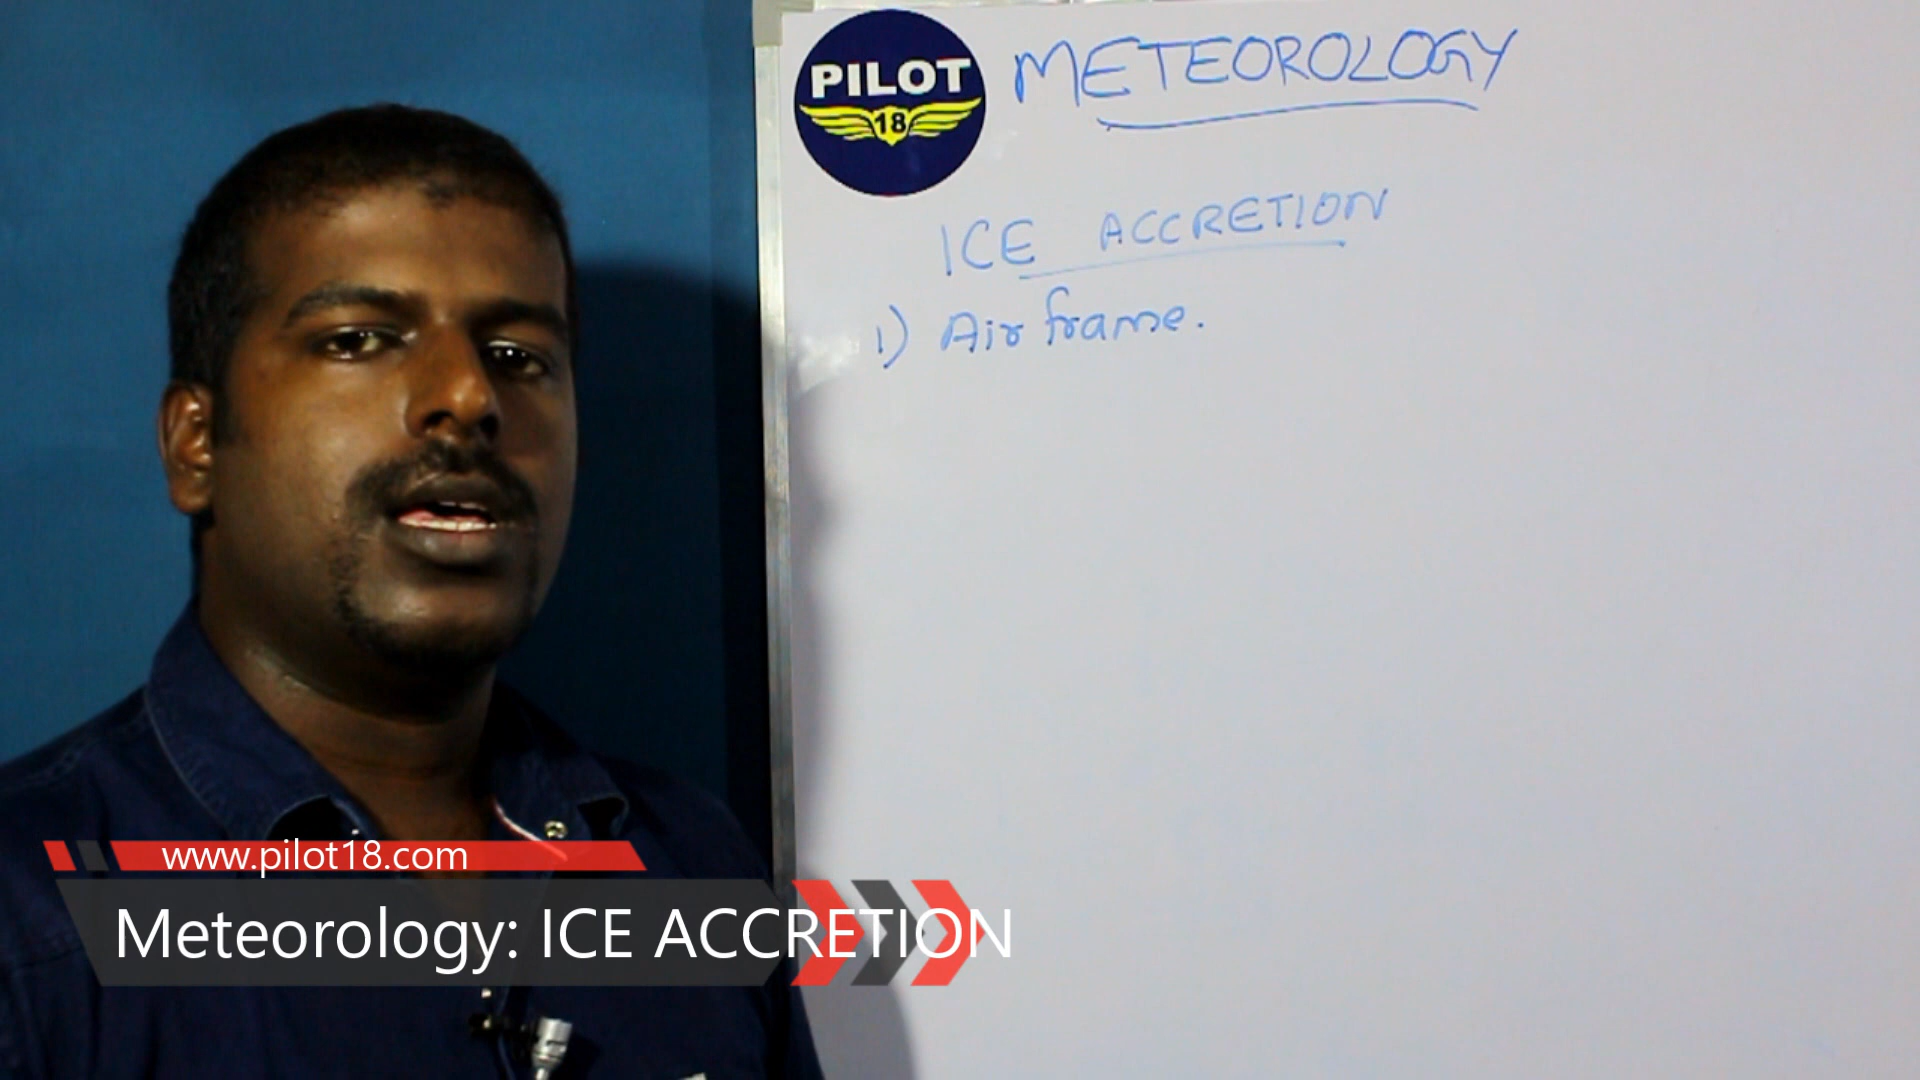 PILOT
18
METEOROLOGY
ICE ACCRETION
1) Air frame.
www.pilot18.com
Meteorology: ICE ACCRETION